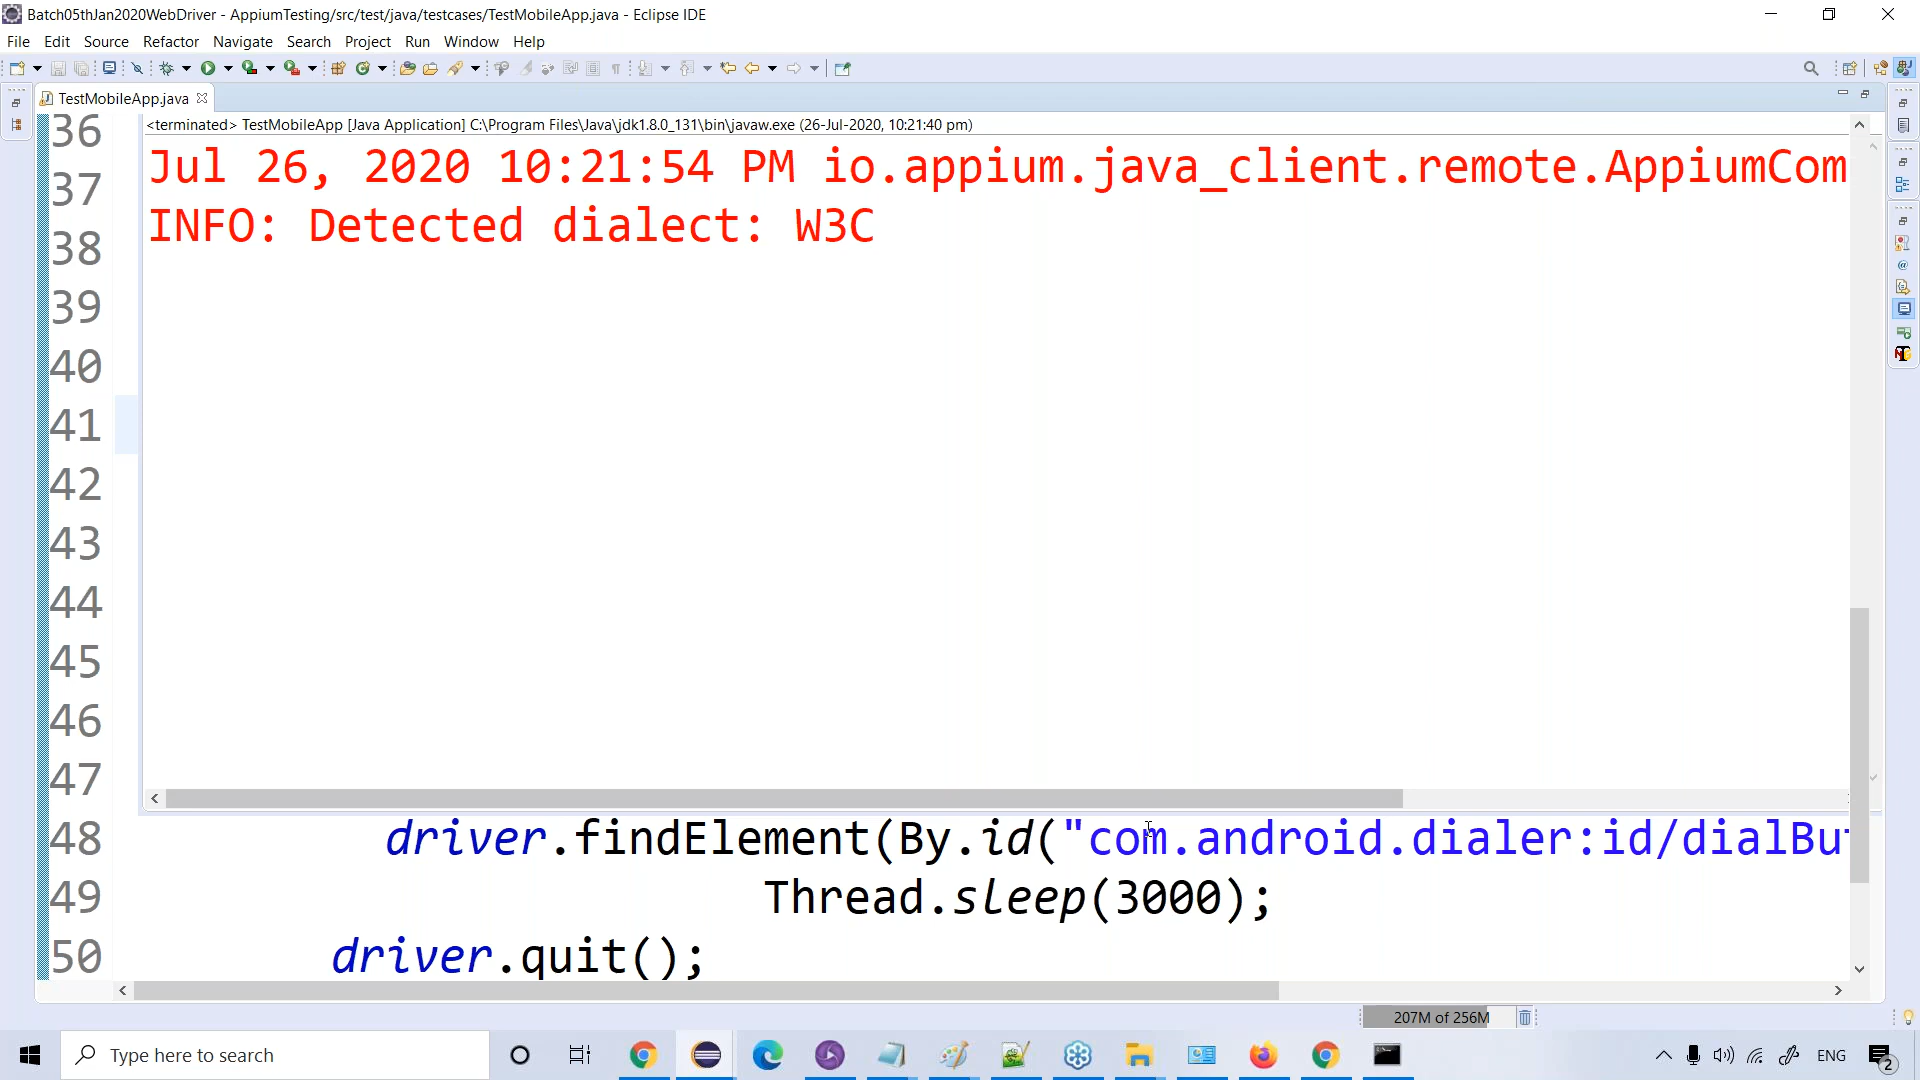 Batch05thJan2020WebDriver - AppiumTesting/src/test/java/testcases/TestMobileApp.java - Eclipse IDE
File Edit Source Refactor Navigate Search Project Run Window Help
TestMobileApp.java
<terminated> TestMobileApp [Java Application] C:\Program Files\Java\jdk1.8.0_131\bin\javaw.exe (26-Jul-2020, 10:21:40 pm)
36
Jul 26, 2020 10:21:54 PM io.appium.java_client.remote.AppiumCom
37
INFO: Detected dialect: W3C
38
39
40
41
42
43
44
45
46
47
48 driver.findElement(By.id("com.android.dialer:id/dialBu
49 Thread.sleep(3000);
50 driver.quit();
207M of 256M
Type here to search
ENG
2